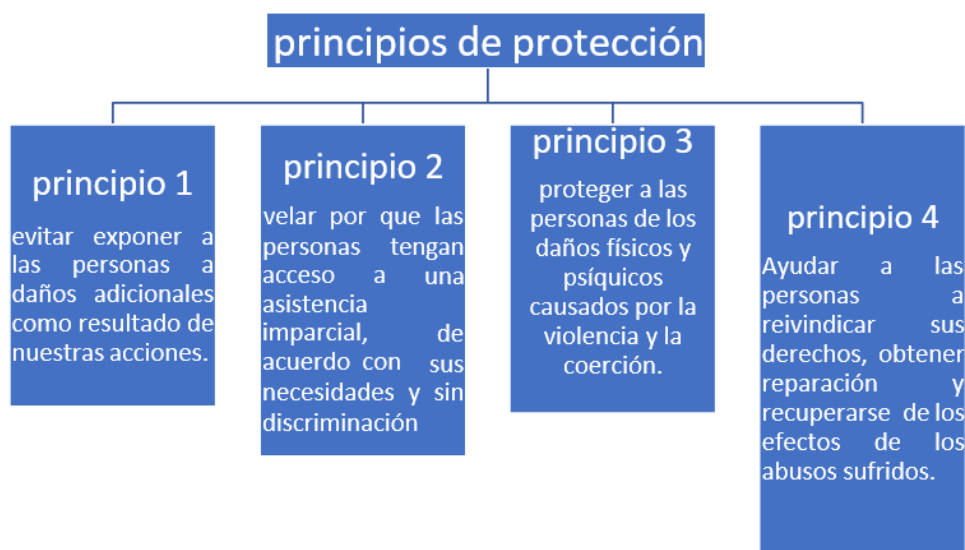 principios de protección
principio 1
evitar exponer a
las personas a
daños adicionales
como resultado de
nuestras acciones.
principio 2
velar por que las
personas tengan
acceso a una
asistencia
imparcial, de
acuerdo con sus
necesidades y sin
discriminación
principio 3
proteger a las
personas de los
daños físicos y
psíquicos
causados por la
violencia y la
coerción.
principio 4
Ayudar a las
personas a
reivindicar sus
derechos, obtener
reparación y
recuperarse de los
efectos de los
abusos sufridos.